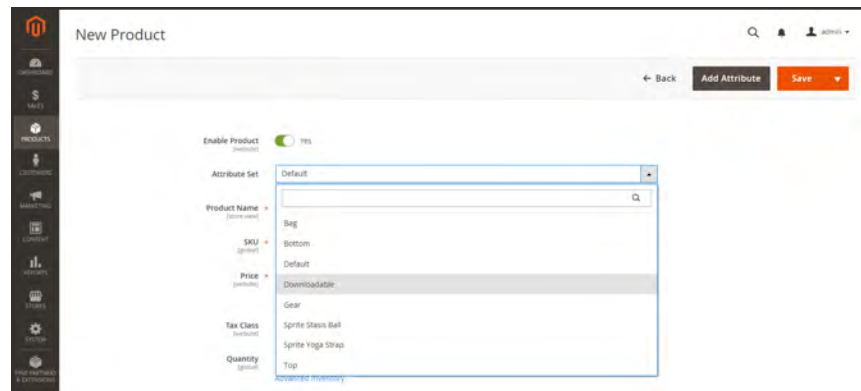 New Product
admin
← Back
Add Attribute
Save
DASHBOARD
$
SALES
PRODUCTS
CUSTOMERS
MARKETING
CONTENT
REPORTS
STORES
SYSTEM
FIND PARTNERS
& EXTENSIONS
Enable Product
[website]
Yes
Attribute Set
Default
Product Name *
[store view]
Bag
SKU *
[global]
Bottom
Default
Price *
[website]
Downloadable
Gear
Tax Class
[website]
Sprite Stasis Ball
Sprite Yoga Strap
Quantity
[global]
Top
Advanced Inventory